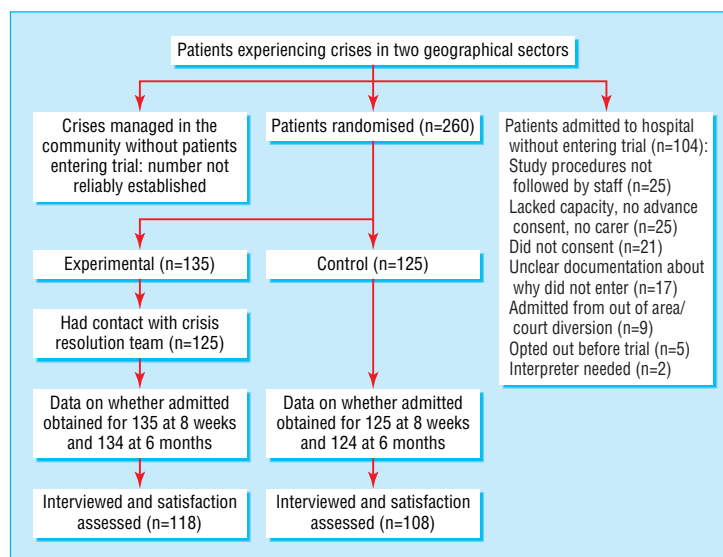 Patients experiencing crises in two geographical sectors
Crises managed in the
community without patients
entering trial: number not
reliably established
Patients randomised (n=260)
Patients admitted to hospital
without entering trial (n=104):
Study procedures not
followed by staff (n=25)
Lacked capacity, no advance
consent, no carer (n=25)
Did not consent (n=21)
Unclear documentation about
why did not enter (n=17)
Admitted from out of area/
court diversion (n=9)
Opted out before trial (n=5)
Interpreter needed (n=2)
Experimental (n=135)
Control (n=125)
Had contact with crisis
resolution team (n=125)
Data on whether admitted
obtained for 135 at 8 weeks
and 134 at 6 months
Data on whether admitted
obtained for 125 at 8 weeks
and 124 at 6 months
Interviewed and satisfaction
assessed (n=118)
Interviewed and satisfaction
assessed (n=108)